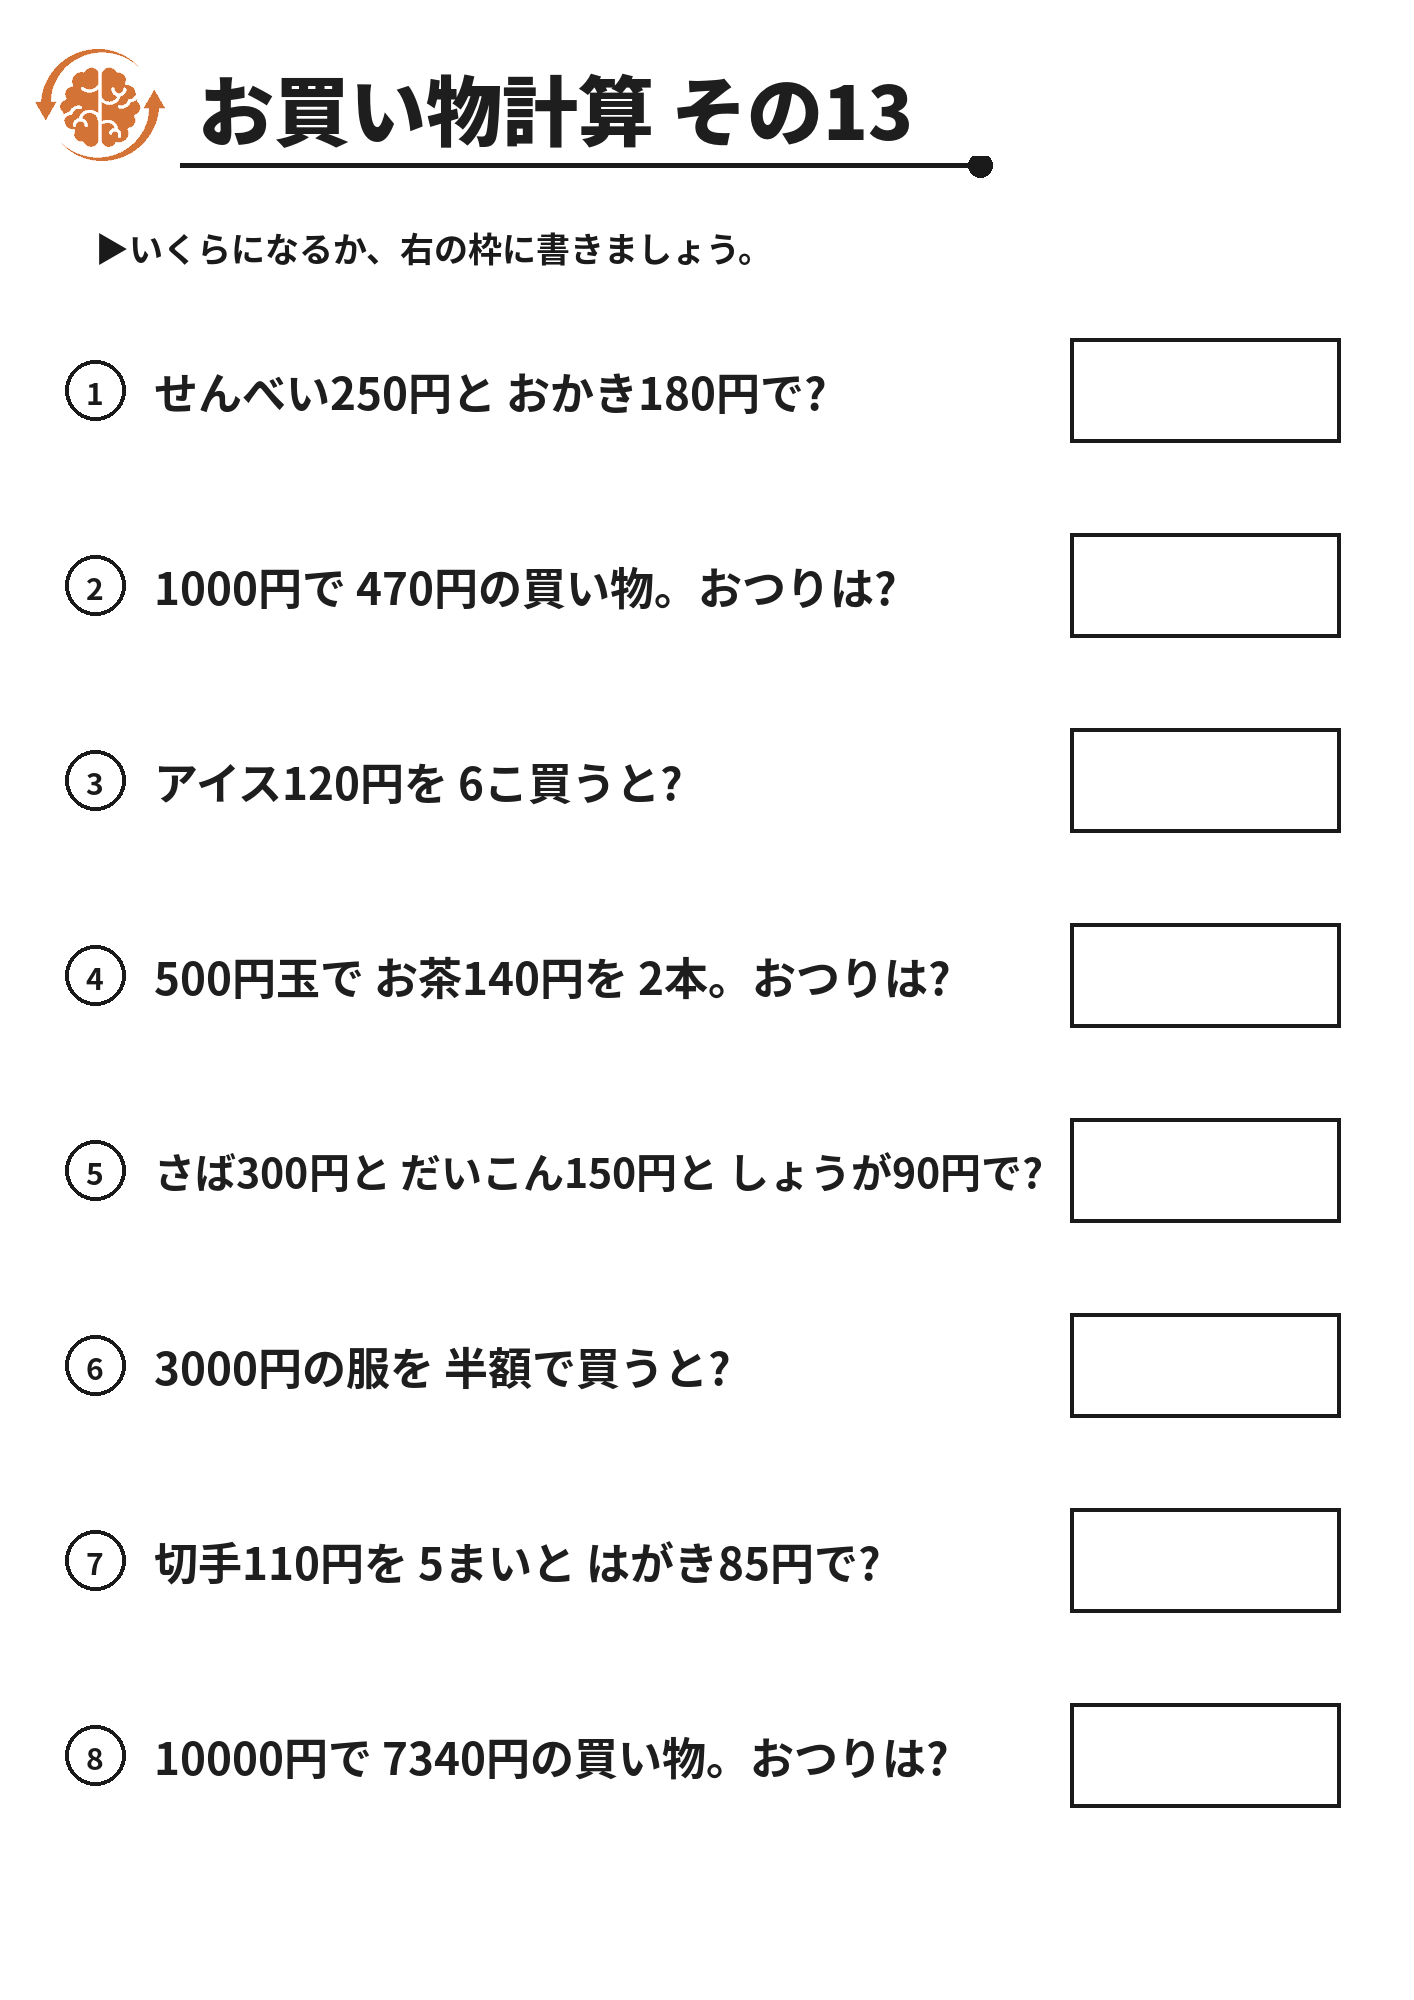 お買い物計算 その13
▶いくらになるか、右の枠に書きましょう。
1 せんべい250円と おかき180円で?
2 1000円で 470円の買い物。おつりは?
3 アイス120円を 6こ買うと?
4 500円玉で お茶140円を 2本。おつりは?
5 さば300円と だいこん150円と しょうが90円で?
6 3000円の服を 半額で買うと?
7 切手110円を 5まいと はがき85円で?
8 10000円で 7340円の買い物。おつりは?